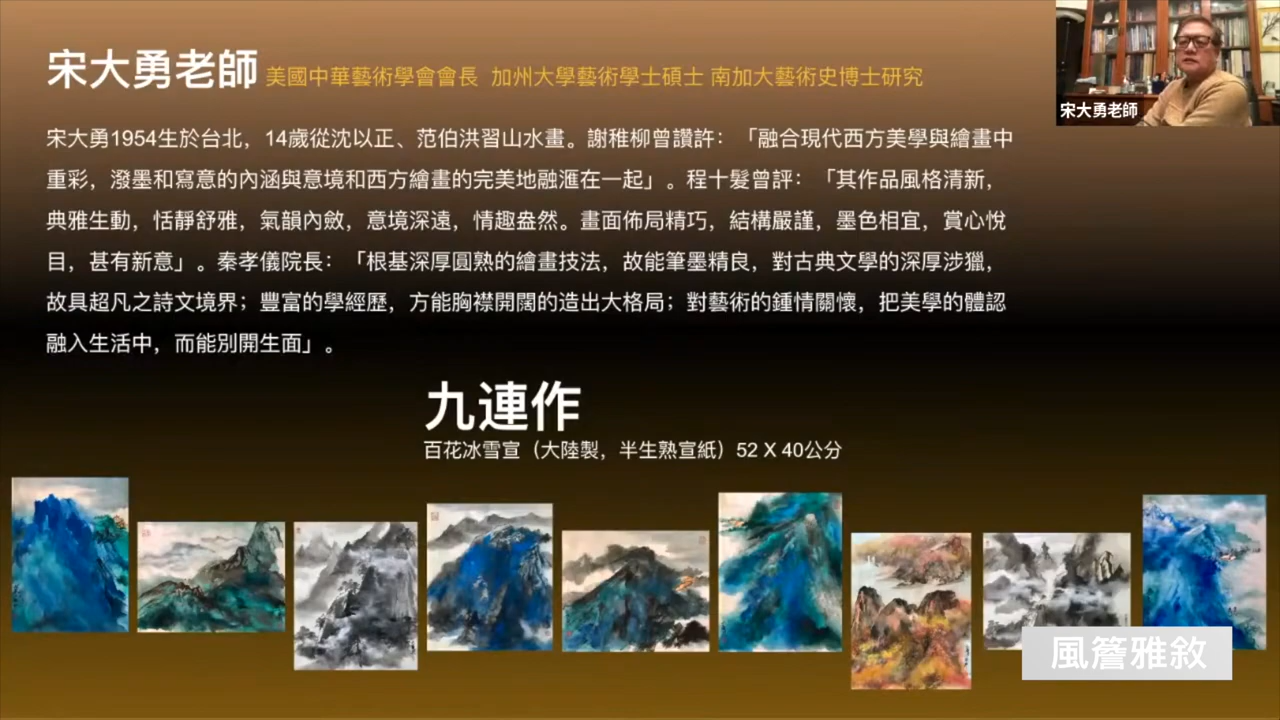 宋大勇老師 美國中華藝術學會會長 加州大學藝術學士碩士 南加大藝術史博士研究
宋大勇老師
宋大勇1954生於台北，14歲從沈以正、范伯洪習山水畫。謝稚柳曾讚許：「融合現代西方美學與繪畫中
重彩，潑墨和寫意的內涵與意境和西方繪畫的完美地融滙在一起」。程十髮曾評：「其作品風格清新，
典雅生動，恬靜舒雅，氣韻內斂，意境深遠，情趣盎然。畫面佈局精巧，結構嚴謹，墨色相宜，賞心悅
目，甚有新意」。秦孝儀院長：「根基深厚圓熟的繪畫技法，故能筆墨精良，對古典文學的深厚涉獵，
故具超凡之詩文境界；豐富的學經歷，方能胸襟開闊的造出大格局；對藝術的鍾情關懷，把美學的體認
融入生活中，而能別開生面」。
九連作
百花冰雪宣（大陸製，半生熟宣紙）52 X 40公分
風簷雅敘